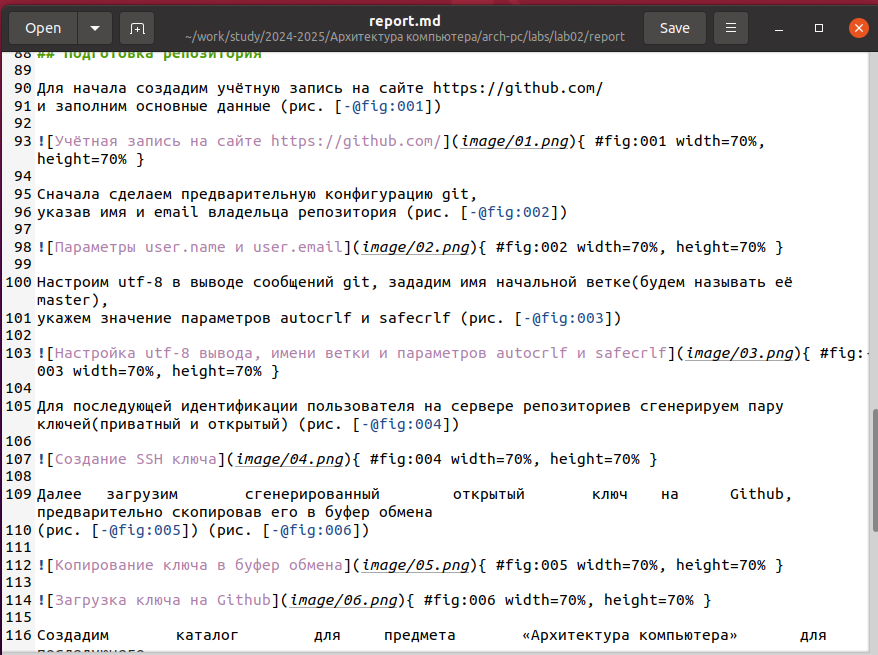 Open
report.md
~/work/study/2024-2025/Архитектура компьютера/arch-pc/labs/lab02/report
Save
88 ## Подготовка репозитория
89
90 Для начала создадим учётную запись на сайте https://github.com/
91 и заполним основные данные (рис. [-@fig:001])
92
93 ![Учётная запись на сайте https://github.com/](image/01.png){ #fig:001 width=70%,
height=70% }
94
95 Сначала сделаем предварительную конфигурацию git,
96 указав имя и email владельца репозитория (рис. [-@fig:002])
97
98 ![Параметры user.name и user.email](image/02.png){ #fig:002 width=70%, height=70% }
99
100 Настроим utf-8 в выводе сообщений git, зададим имя начальной ветке(будем называть её
master),
101 укажем значение параметров autocrlf и safecrlf (рис. [-@fig:003])
102
103 ![Настройка utf-8 вывода, имени ветки и параметров autocrlf и safecrlf](image/03.png){ #fig:
003 width=70%, height=70% }
104
105 Для последующей идентификации пользователя на сервере репозиториев сгенерируем пару
ключей(приватный и открытый) (рис. [-@fig:004])
106
107 ![Создание SSH ключа](image/04.png){ #fig:004 width=70%, height=70% }
108
109 Далее загрузим сгенерированный открытый ключ на Github,
предварительно скопировав его в буфер обмена
110 (рис. [-@fig:005]) (рис. [-@fig:006])
111
112 ![Копирование ключа в буфер обмена](image/05.png){ #fig:005 width=70%, height=70% }
113
114 ![Загрузка ключа на Github](image/06.png){ #fig:006 width=70%, height=70% }
115
116 Создадим каталог для предмета «Архитектура компьютера» для
последующего